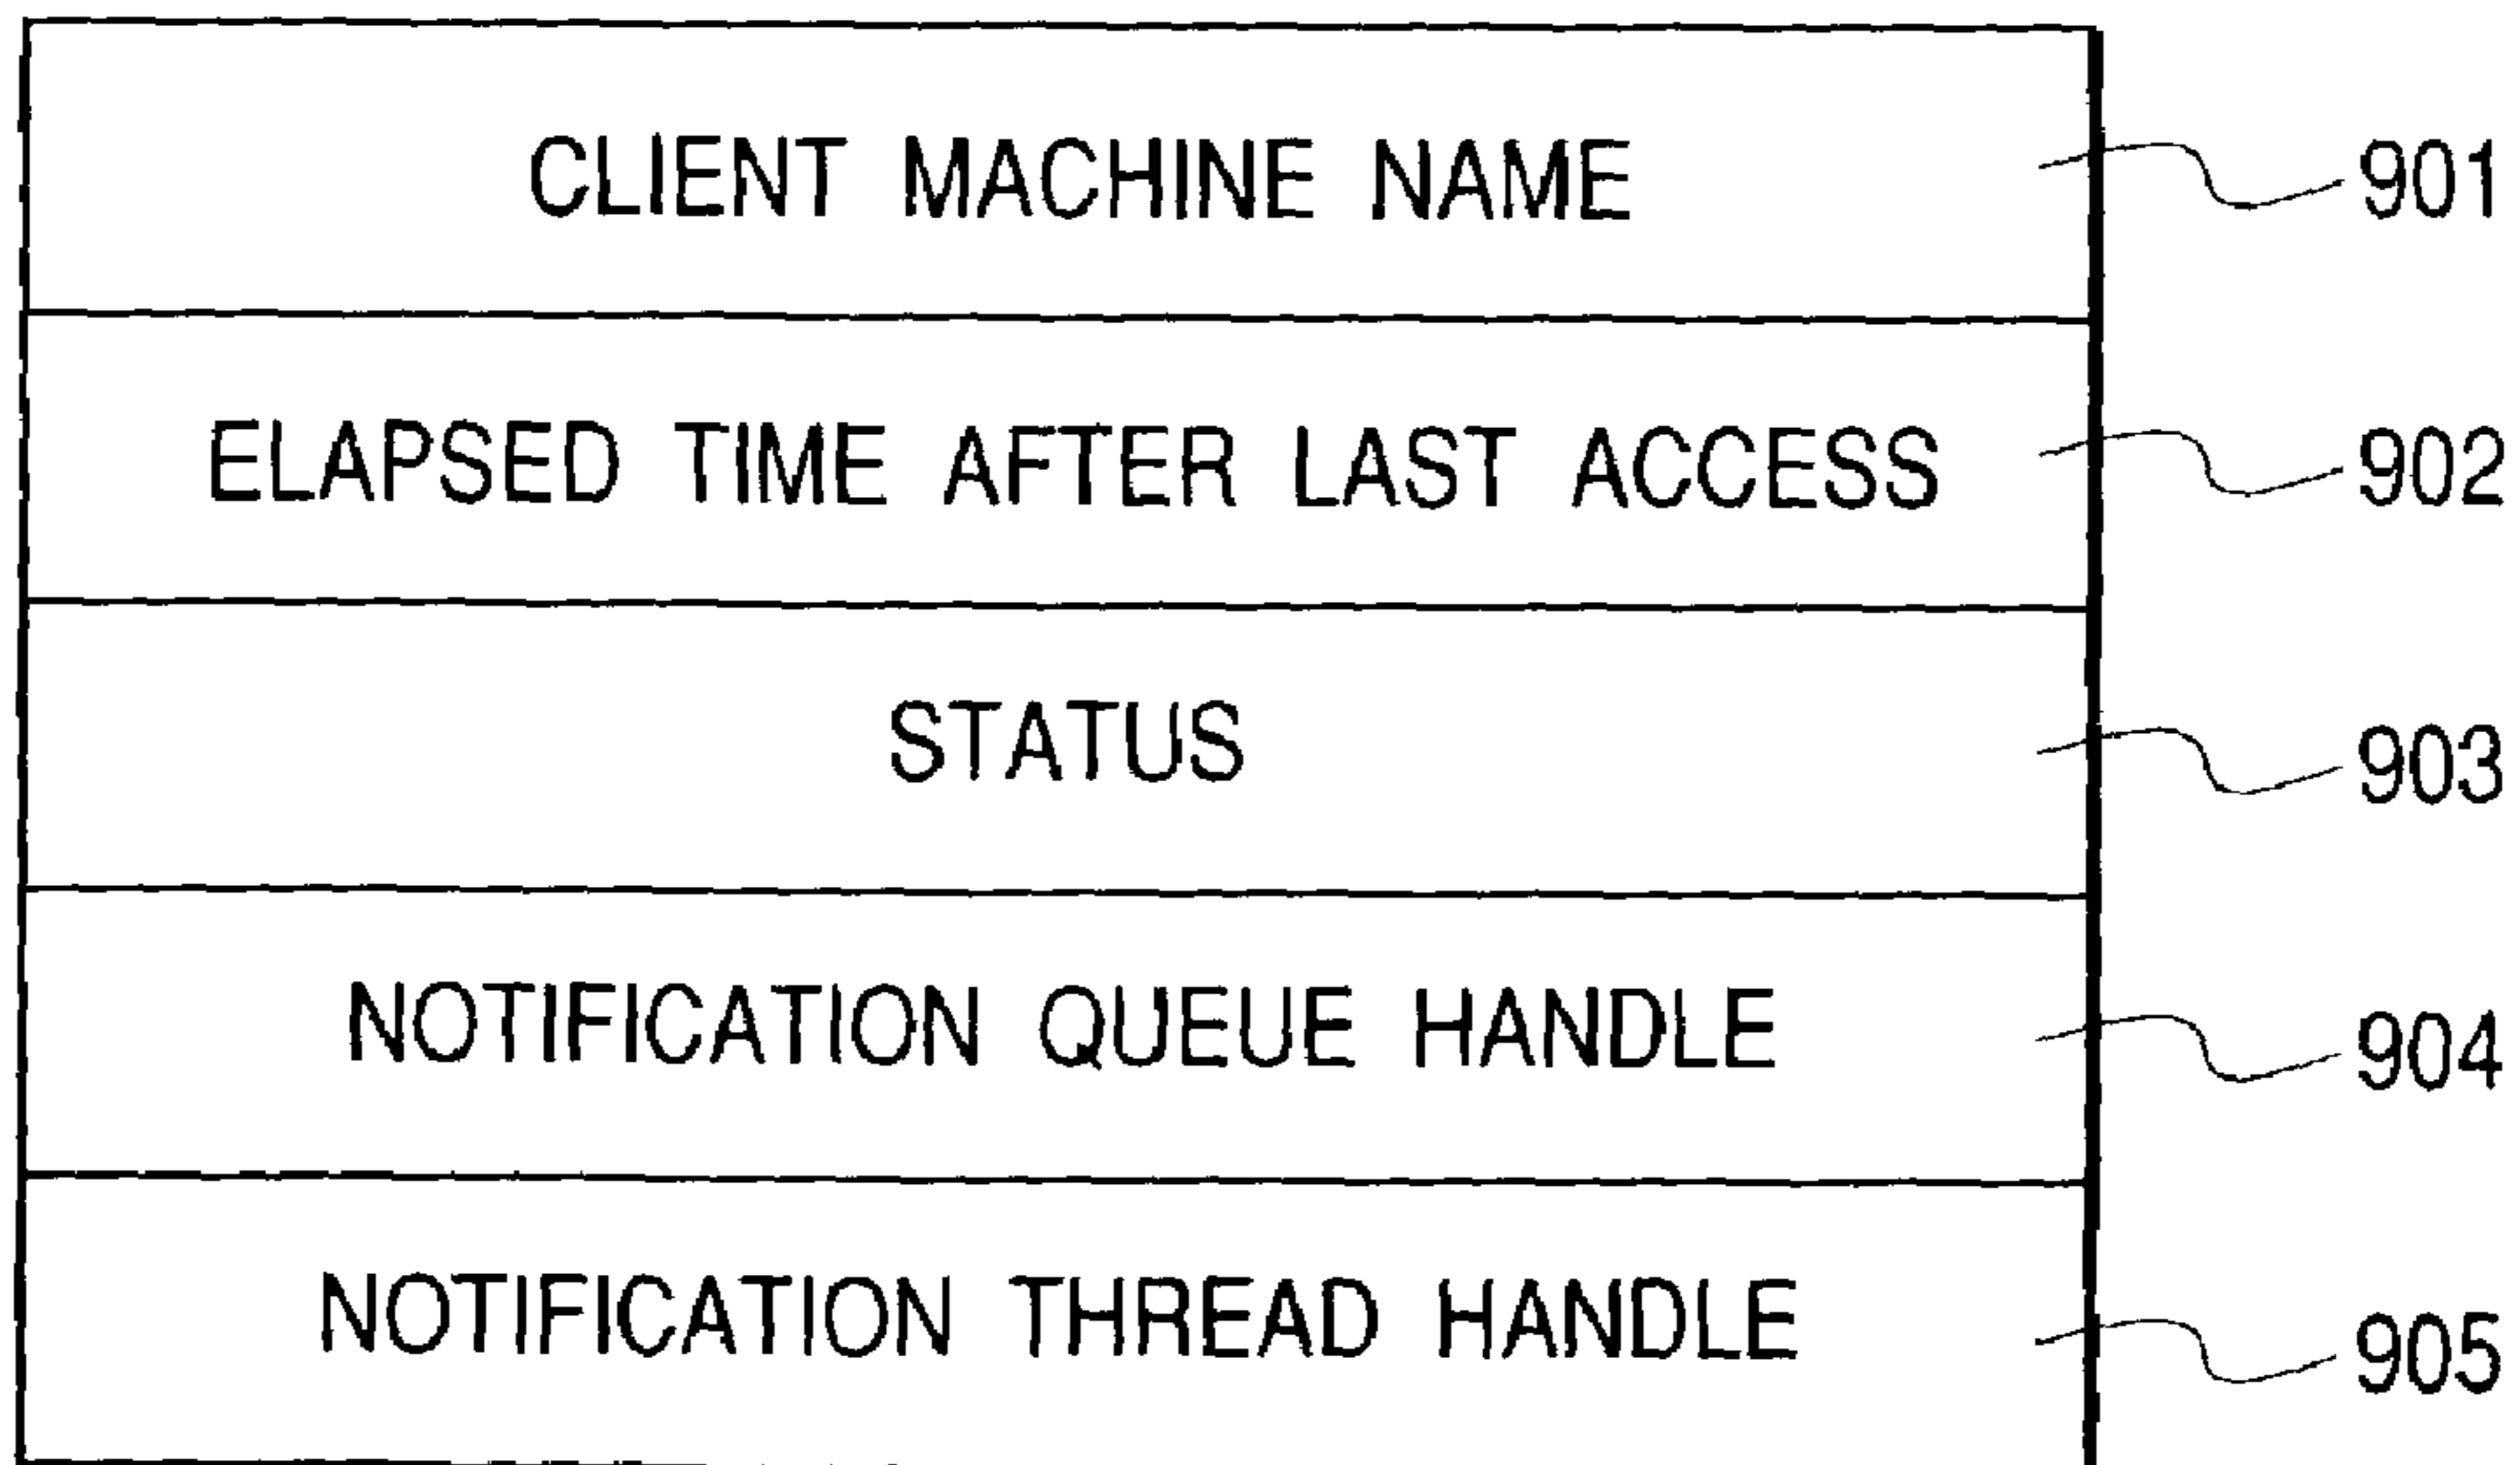 CLIENT MACHINE NAME 901
ELAPSED TIME AFTER LAST ACCESS 902
STATUS 903
NOTIFICATION QUEUE HANDLE 904
NOTIFICATION THREAD HANDLE 905